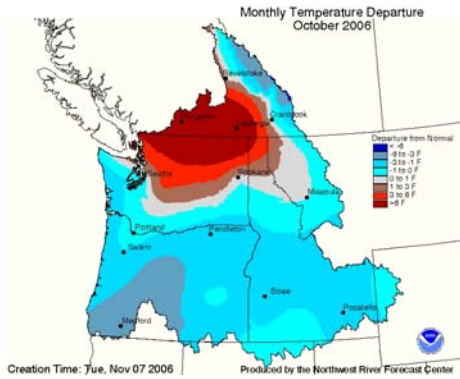 Monthly Temperature Departure
October 2006
Revelstoke
Cranbrook
Departure from Normal
< -6
-6 to -3 F
-3 to -1 F
-1 to 0 F
0 to 1 F
1 to 3 F
3 to 6 F
>6 F
Seattle
Spokane
Missoula
Portland
Pendleton
Salem
Boise
Pocatello
Medford
Creation Time: Tue, Nov 07 2006
Produced by the Northwest River Forecast Center